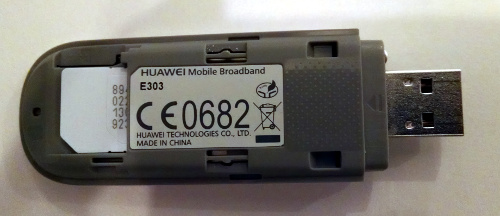 HUAWEI Mobile Broadband
E303
CE0682
HUAWEI TECHNOLOGIES CO., LTD.
MADE IN CHINA